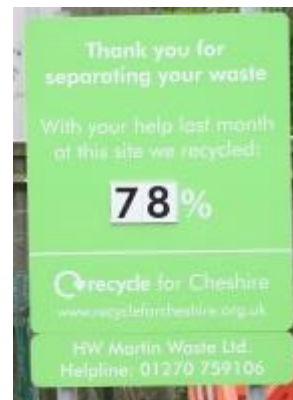 Thank you for
separating your waste
With your help last month
at this site we recycled:
78%
recycle for Cheshire
www.recycleforcheshire.org.uk
HW Martin Waste Ltd.
Helpline: 01270 759106